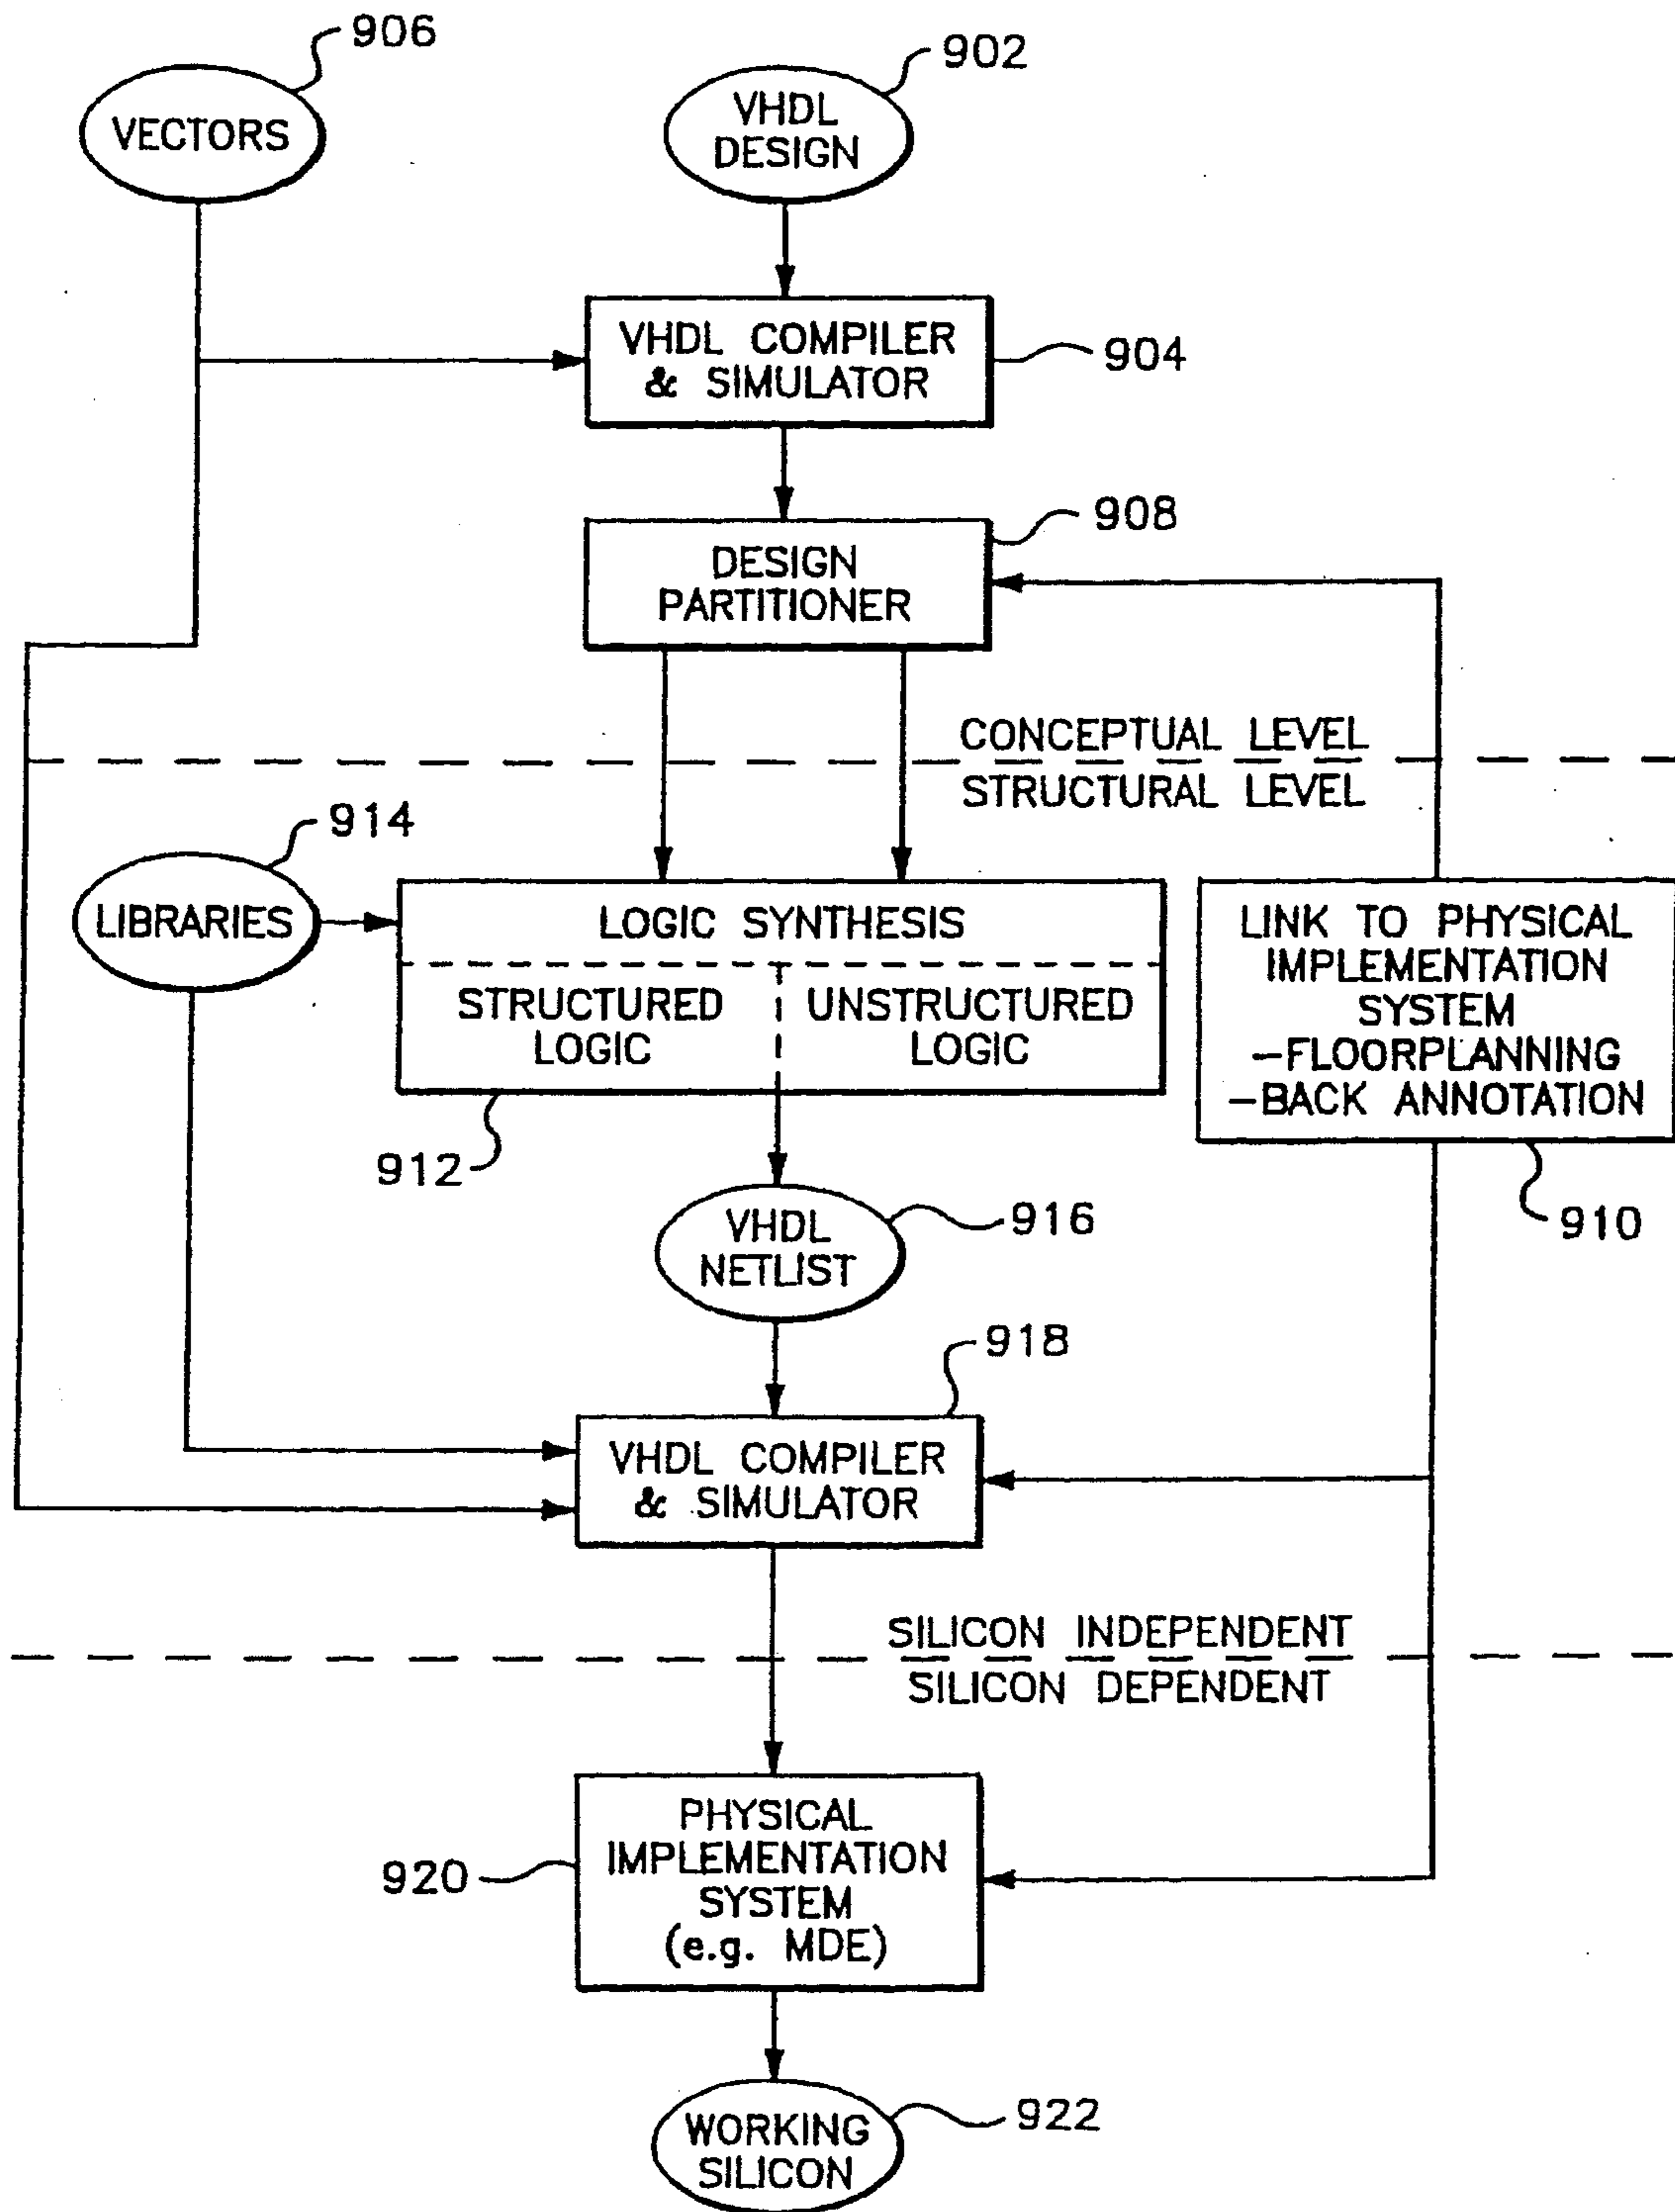 906
902
VECTORS
VHDL
DESIGN
VHDL COMPILER
& SIMULATOR
904
908
DESIGN
PARTITIONER
CONCEPTUAL LEVEL
STRUCTURAL LEVEL
914
LIBRARIES
LOGIC SYNTHESIS
STRUCTURED
LOGIC
UNSTRUCTURED
LOGIC
LINK TO PHYSICAL
IMPLEMENTATION
SYSTEM
-FLOORPLANNING
-BACK ANNOTATION
912
910
VHDL
NETLIST
916
918
VHDL COMPILER
& SIMULATOR
SILICON INDEPENDENT
SILICON DEPENDENT
PHYSICAL
IMPLEMENTATION
SYSTEM
(e.g. MDE)
920
WORKING
SILICON
922